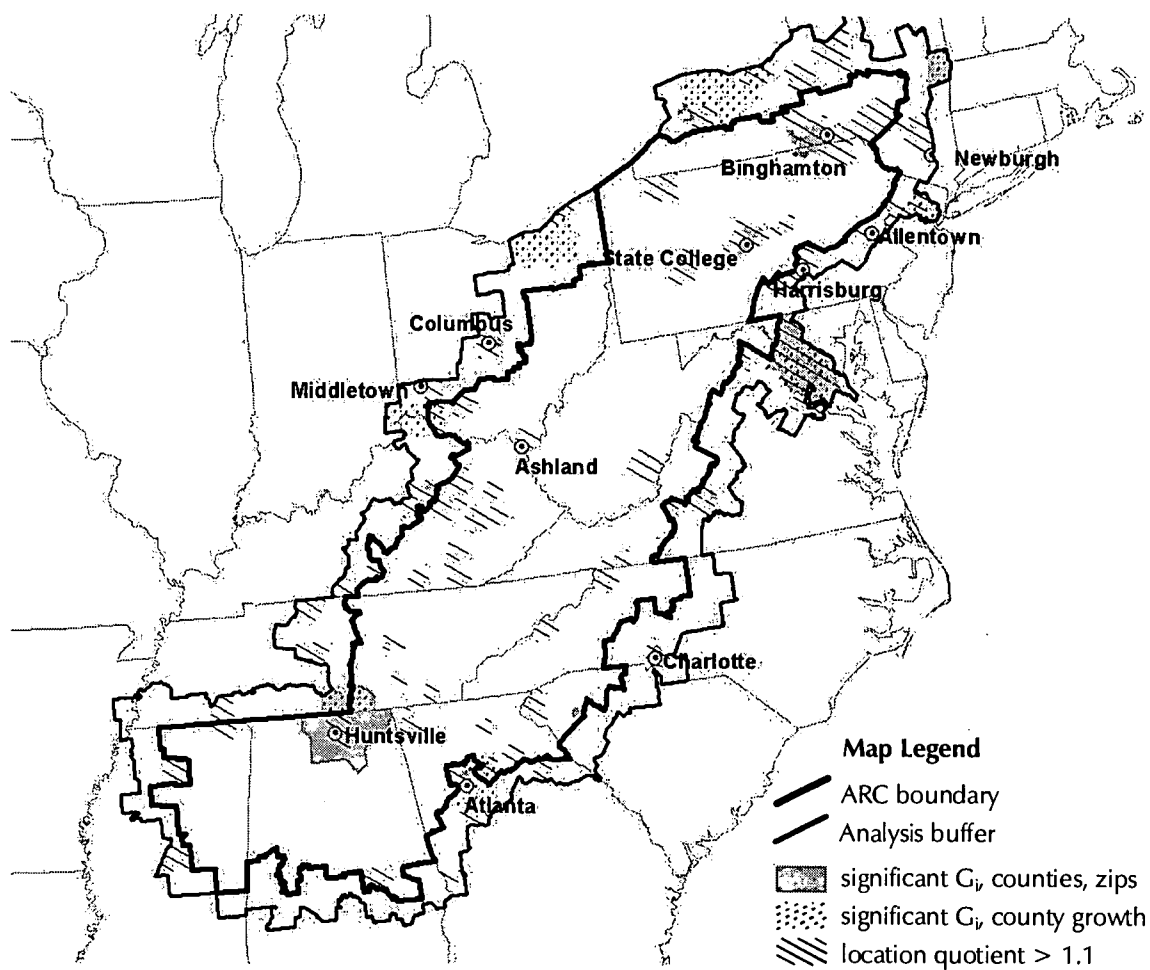 Newburgh
Binghamton
Allentown
State College
Harrisburg
Columbus
Middletown
Ashland
Charlotte
Huntsville
Atlanta
Map Legend
ARC boundary
Analysis buffer
significant Gi, counties, zips
significant Gi, county growth
location quotient > 1.1